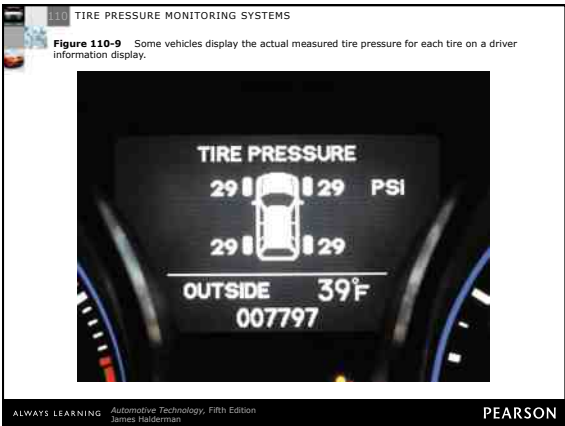 110 TIRE PRESSURE MONITORING SYSTEMS
Figure 110-9 Some vehicles display the actual measured tire pressure for each tire on a driver
information display.
TIRE PRESSURE
29 29 PSI
29 29
OUTSIDE 39°F
007797
ALWAYS LEARNING
Automotive Technology, Fifth Edition
James Halderman
PEARSON